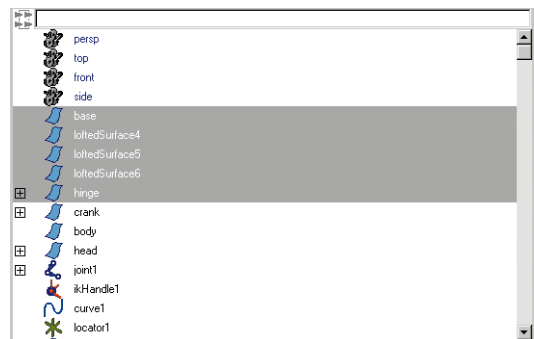 persp
top
front
side
base
loftedSurface4
loftedSurface5
loftedSurface6
hinge
crank
body
head
joint1
ikHandle1
curve1
locator1